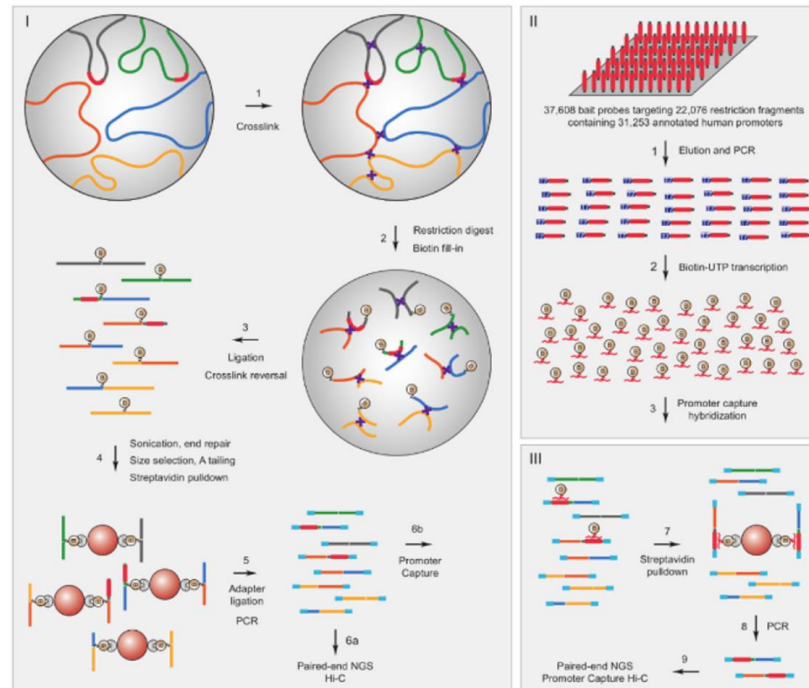 I
1
Crosslink
2
Restriction digest
Biotin fill-in
3
Ligation
Crosslink reversal
4
Sonication, end repair
Size selection, A tailing
Streptavidin pulldown
5
Adapter
ligation
PCR
6b
Promoter
Capture
6a
Paired-end NGS
Hi-C
II
37,608 bait probes targeting 22,076 restriction fragments
containing 31,253 annotated human promoters
1
Elution and PCR
2
Biotin-UTP transcription
3
Promoter capture
hybridization
III
7
Streptavidin
pulldown
8
PCR
9
Paired-end NGS
Promoter Capture Hi-C